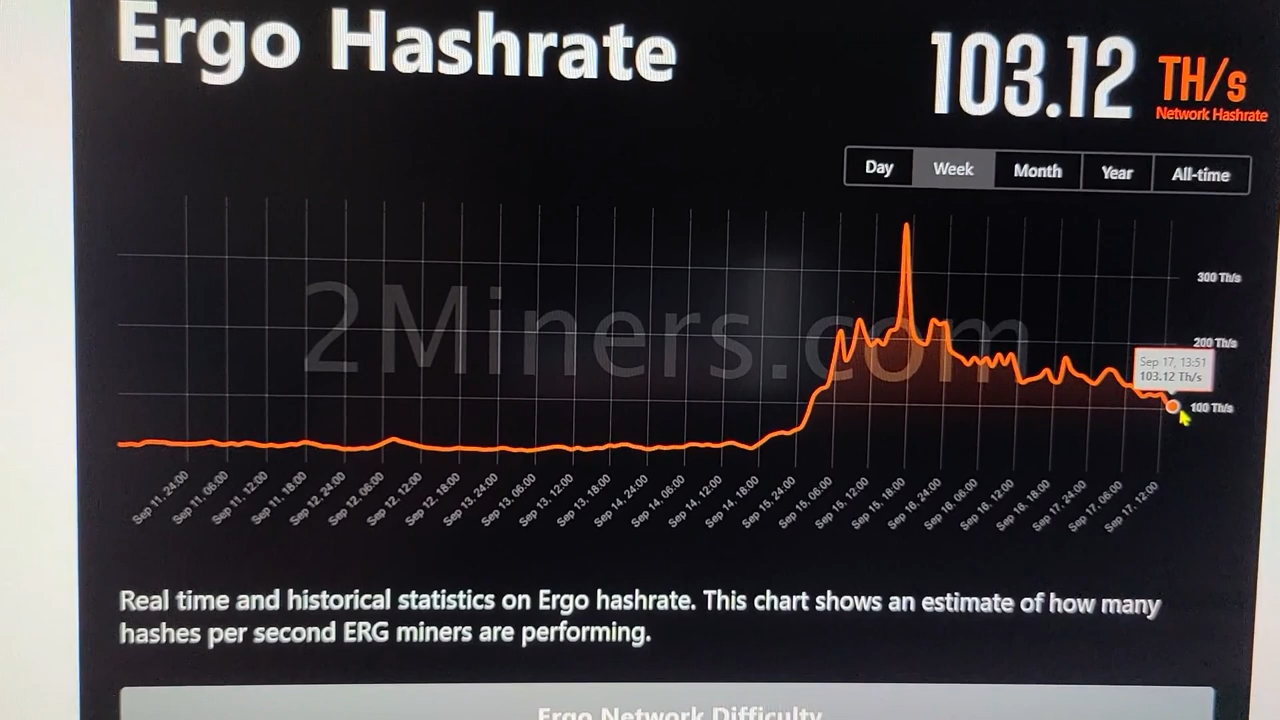 Ergo Hashrate
103.12 TH/s
Network Hashrate
Day Week Month Year All-time
2Miners.com
300 Th/s
200 Th/s
Sep 17, 13:51
103.12 Th/s
100 Th/s
Sep 11, 24:00
Sep 11, 06:00
Sep 11, 12:00
Sep 11, 18:00
Sep 12, 24:00
Sep 12, 06:00
Sep 12, 12:00
Sep 12, 18:00
Sep 13, 24:00
Sep 13, 06:00
Sep 13, 12:00
Sep 13, 18:00
Sep 14, 24:00
Sep 14, 06:00
Sep 14, 12:00
Sep 14, 18:00
Sep 15, 24:00
Sep 15, 06:00
Sep 15, 12:00
Sep 15, 18:00
Sep 16, 24:00
Sep 16, 06:00
Sep 16, 12:00
Sep 16, 18:00
Sep 17, 24:00
Sep 17, 06:00
Sep 17, 12:00
Real time and historical statistics on Ergo hashrate. This chart shows an estimate of how many
hashes per second ERG miners are performing.
Ergo Network Difficulty